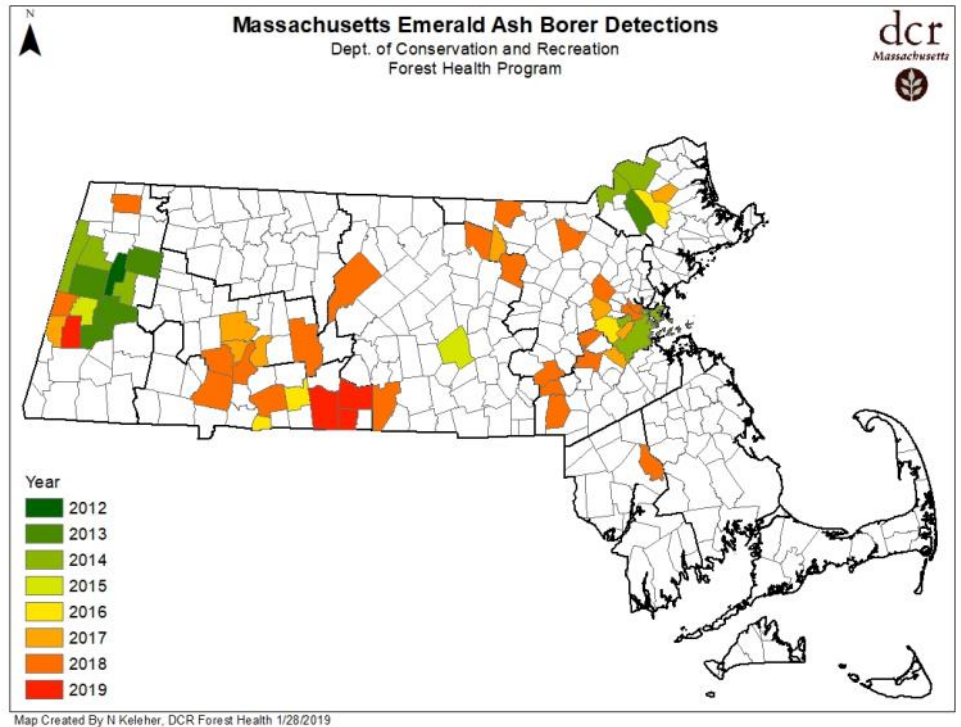 N
Massachusetts Emerald Ash Borer Detections
Dept. of Conservation and Recreation
Forest Health Program
dcr
Massachusetts
Year
2012
2013
2014
2015
2016
2017
2018
2019
Map Created By N Keleher, DCR Forest Health 1/28/2019